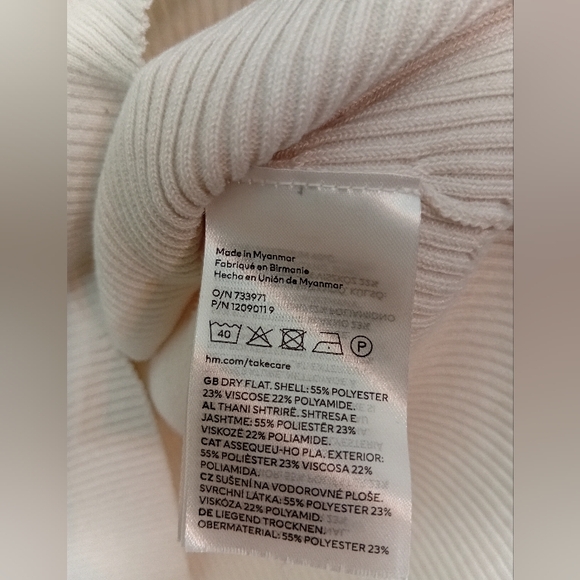 Made in Myanmar
Fabriqué en Birmanie
Hecho en Unión de Myanmar
O/N 733971
P/N 1209011 9
40 P
hm.com/takecare
GB DRY FLAT. SHELL: 55% POLYESTER
23% VISCOSE 22% POLYAMIDE.
AL THANI SHTRIRË. SHTRESA E
JASHTME: 55% POLIESTËR 23%
VISKOZË 22% POLIAMIDE.
CAT ASSEQUEU-HO PLA. EXTERIOR:
55% POLIÈSTER 23% VISCOSA 22%
POLIAMIDA.
CZ SUŠENÍ NA VODOROVNÉ PLOŠE.
SVRCHNÍ LÁTKA: 55% POLYESTER 23%
VISKÓZA 22% POLYAMID.
DE LIEGEND TROCKNEN.
OBERMATERIAL: 55% POLYESTER 23%